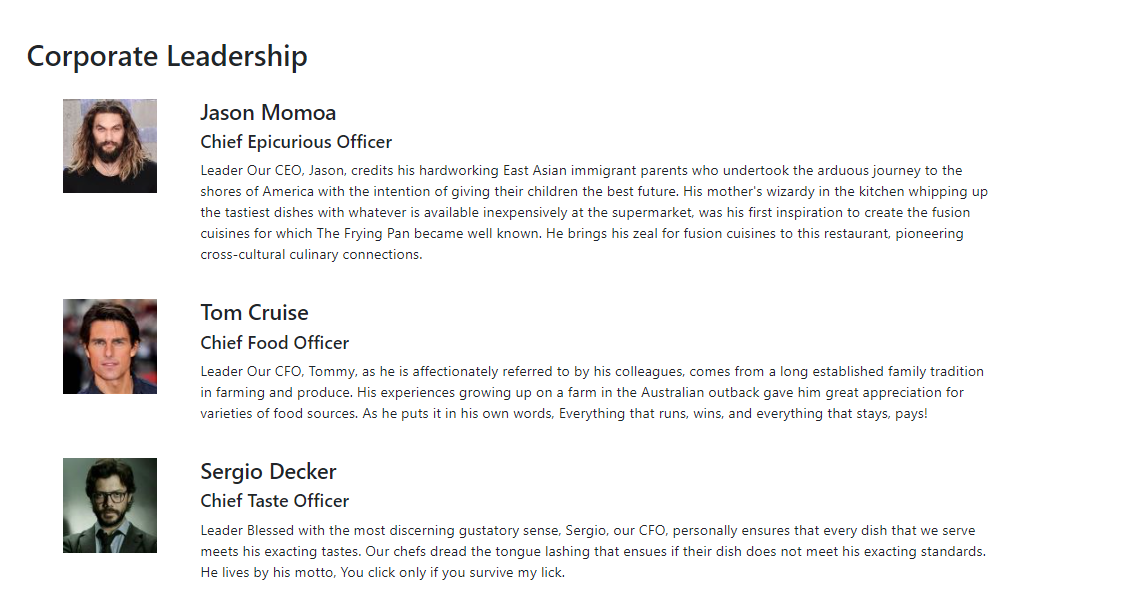 Corporate Leadership
Jason Momoa
Chief Epicurious Officer
Leader Our CEO, Jason, credits his hardworking East Asian immigrant parents who undertook the arduous journey to the
shores of America with the intention of giving their children the best future. His mother's wizardy in the kitchen whipping up
the tastiest dishes with whatever is available inexpensively at the supermarket, was his first inspiration to create the fusion
cuisines for which The Frying Pan became well known. He brings his zeal for fusion cuisines to this restaurant, pioneering
cross-cultural culinary connections.
Tom Cruise
Chief Food Officer
Leader Our CFO, Tommy, as he is affectionately referred to by his colleagues, comes from a long established family tradition
in farming and produce. His experiences growing up on a farm in the Australian outback gave him great appreciation for
varieties of food sources. As he puts it in his own words, Everything that runs, wins, and everything that stays, pays!
Sergio Decker
Chief Taste Officer
Leader Blessed with the most discerning gustatory sense, Sergio, our CFO, personally ensures that every dish that we serve
meets his exacting tastes. Our chefs dread the tongue lashing that ensues if their dish does not meet his exacting standards.
He lives by his motto, You click only if you survive my lick.